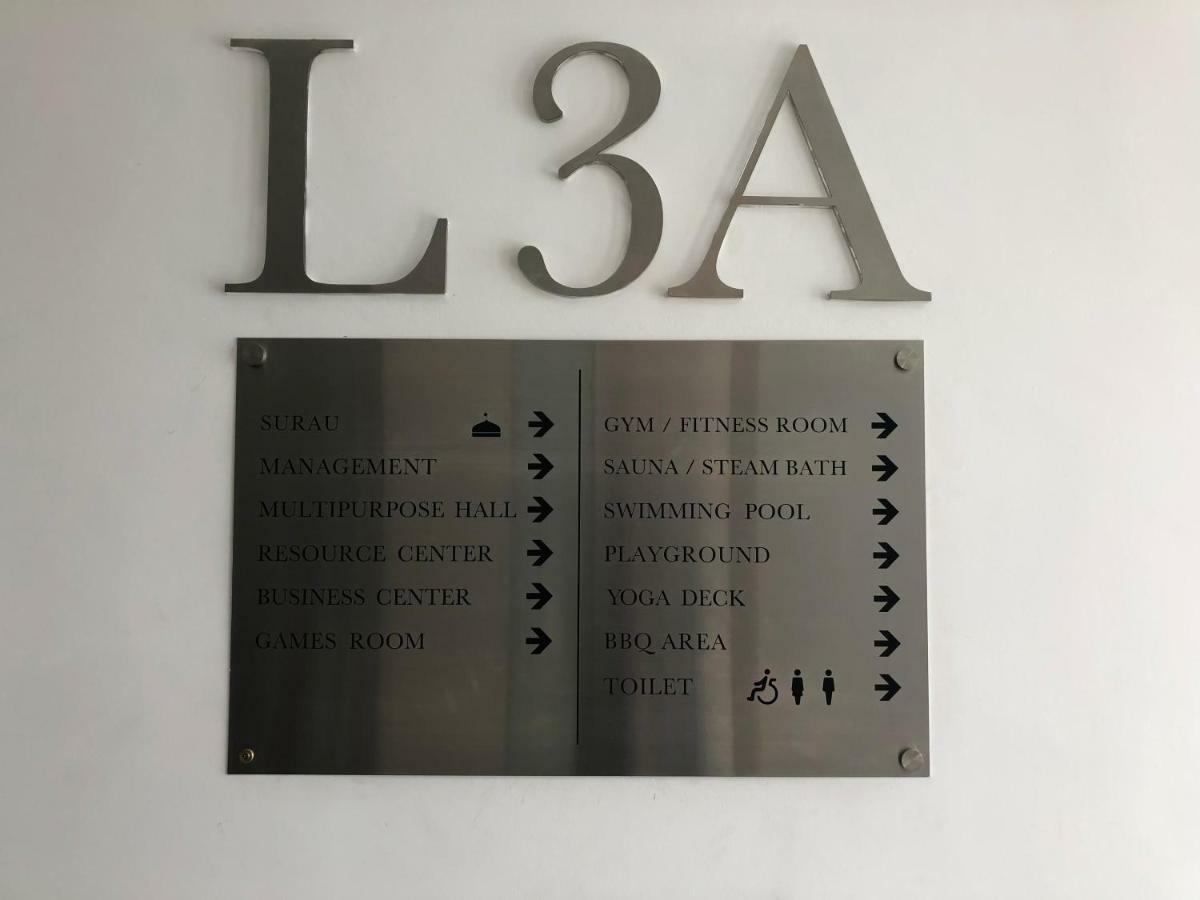 L 3A
SURAU
MANAGEMENT
MULTIPURPOSE HALL
RESOURCE CENTER
BUSINESS CENTER
GAMES ROOM
GYM / FITNESS ROOM
SAUNA / STEAM BATH
SWIMMING POOL
PLAYGROUND
YOGA DECK
BBQ AREA
TOILET